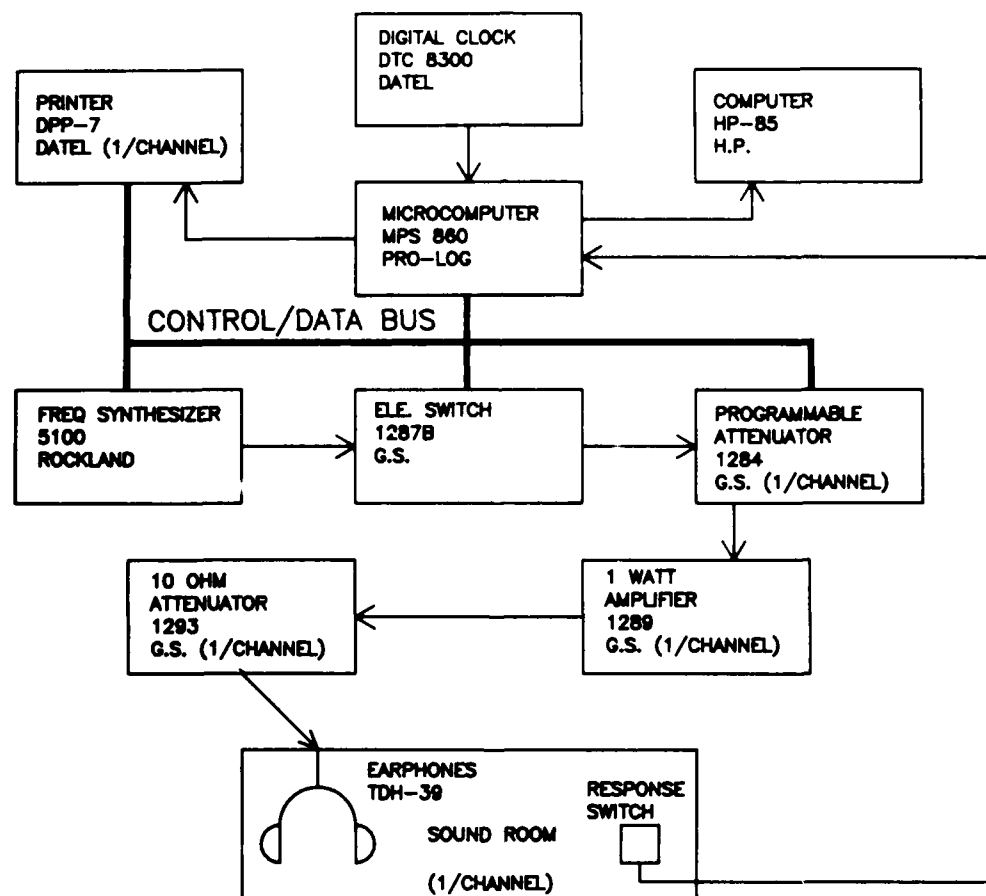 DIGITAL CLOCK
DTC 8300
DATEL
PRINTER
DPP-7
DATEL (1/CHANNEL)
COMPUTER
HP-85
H.P.
MICROCOMPUTER
MPS 860
PRO-LOG
CONTROL/DATA BUS
FREQ SYNTHESIZER
5100
ROCKLAND
ELE. SWITCH
1287B
G.S.
PROGRAMMABLE
ATTENUATOR
1284
G.S. (1/CHANNEL)
10 OHM
ATTENUATOR
1293
G.S. (1/CHANNEL)
1 WATT
AMPLIFIER
1289
G.S. (1/CHANNEL)
EARPHONES
TDH-39
RESPONSE
SWITCH
SOUND ROOM
(1/CHANNEL)